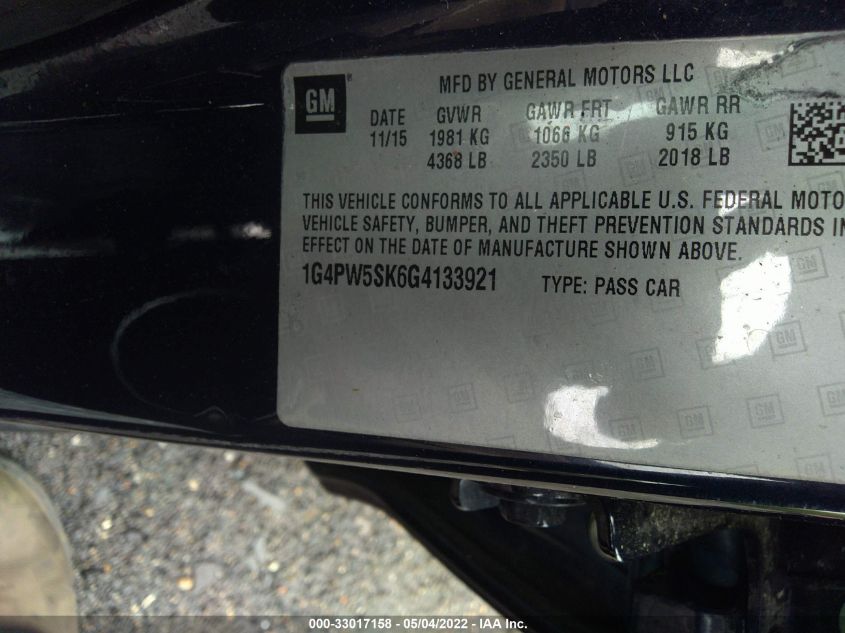 GM ®
MFD BY GENERAL MOTORS LLC
DATE GVWR GAWR FRT GAWR RR
11/15 1981 KG 1066 KG 915 KG
4368 LB 2350 LB 2018 LB
THIS VEHICLE CONFORMS TO ALL APPLICABLE U.S. FEDERAL MOTO
VEHICLE SAFETY, BUMPER, AND THEFT PREVENTION STANDARDS IN
EFFECT ON THE DATE OF MANUFACTURE SHOWN ABOVE.
1G4PW5SK6G4133921 TYPE: PASS CAR
000-33017158 - 05/04/2022 - IAA Inc.